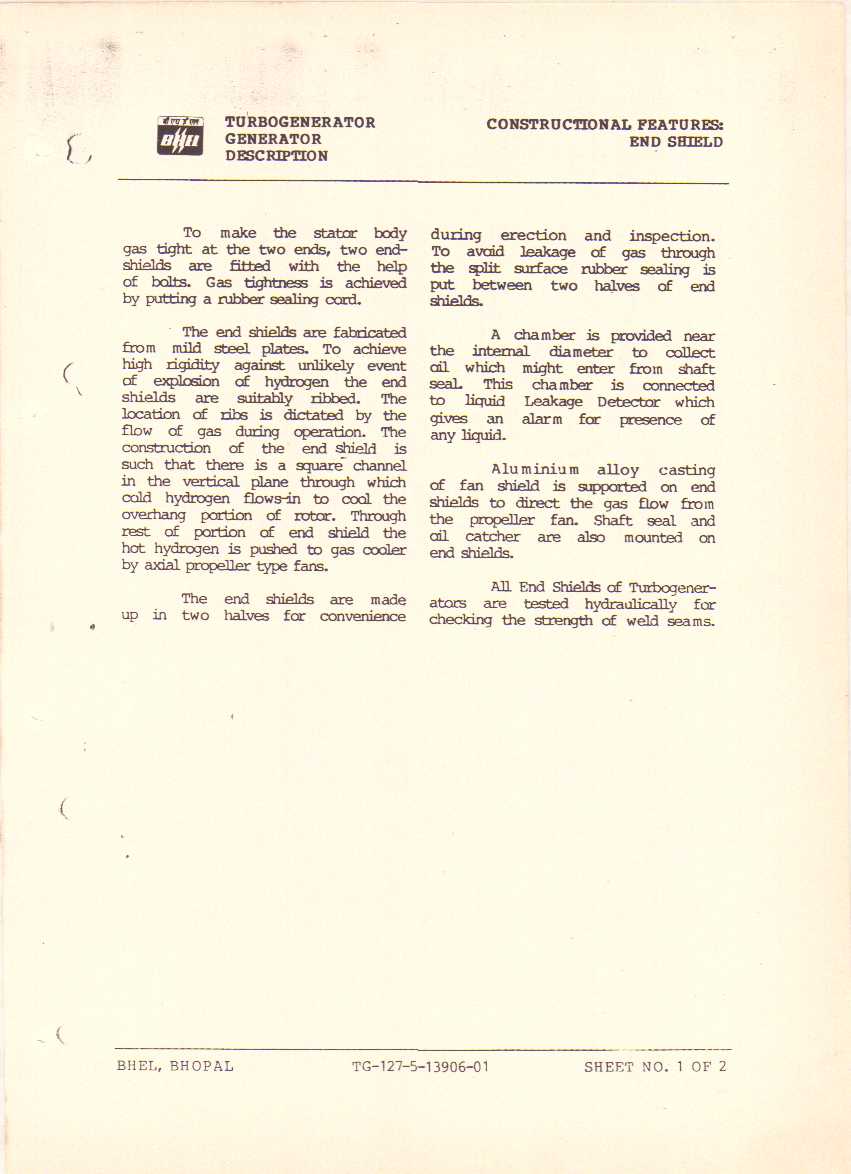 बी एच ई एल
BHEL
TURBOGENERATOR
GENERATOR
DESCRIPTION
CONSTRUCTIONAL FEATURES:
END SHIELD
To make the stator body
gas tight at the two ends, two end-
shields are fitted with the help
of bolts. Gas tightness is achieved
by putting a rubber sealing cord.
The end shields are fabricated
from mild steel plates. To achieve
high rigidity against unlikely event
of explosion of hydrogen the end
shields are suitably ribbed. The
location of ribs is dictated by the
flow of gas during operation. The
construction of the end shield is
such that there is a square channel
in the vertical plane through which
cold hydrogen flows-in to cool the
overhang portion of rotor. Through
rest of portion of end shield the
hot hydrogen is pushed to gas cooler
by axial propeller type fans.
The end shields are made
up in two halves for convenience
during erection and inspection.
To avoid leakage of gas through
the split surface rubber sealing is
put between two halves of end
shields.
A chamber is provided near
the internal diameter to collect
oil which might enter from shaft
seal. This chamber is connected
to liquid Leakage Detector which
gives an alarm for presence of
any liquid.
Aluminium alloy casting
of fan shield is supported on end
shields to direct the gas flow from
the propeller fan. Shaft seal and
oil catcher are also mounted on
end shields.
All End Shields of Turbogener-
ators are tested hydraulically for
checking the strength of weld seams.
BHEL, BHOPAL
TG-127-5-13906-01
SHEET NO. 1 OF 2